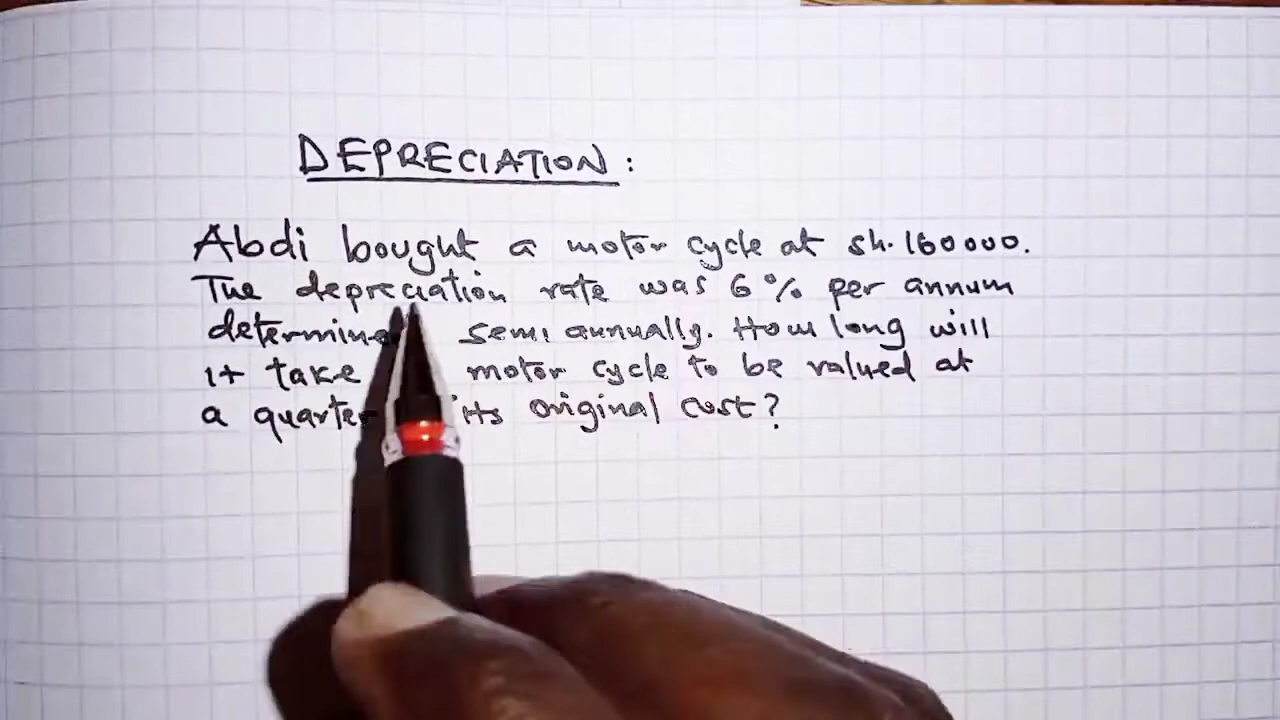 DEPRECIATION:
Abdi bought a motor cycle at sh. 160000.
The depreciation rate was 6% per annum
semi annually. How long will
it take motor cycle to be valued at
a its original cost?